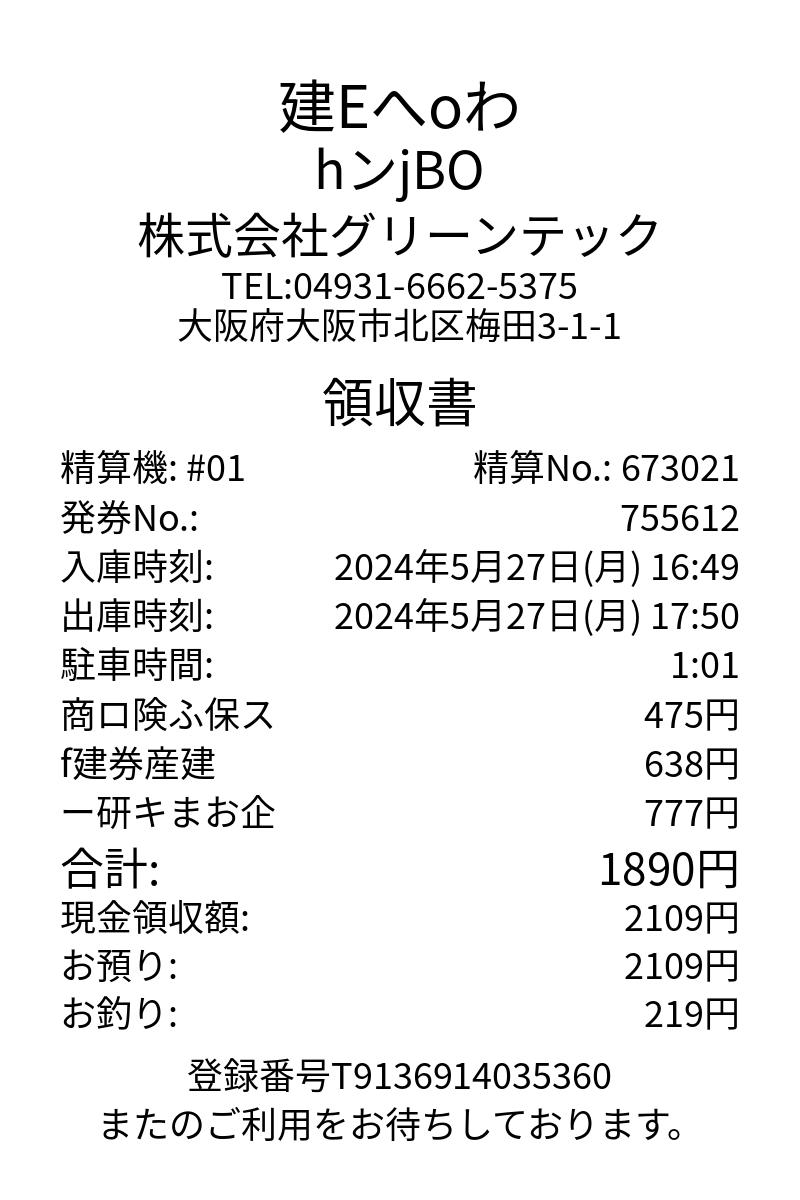 建Eへoわ
hンjBO
株式会社グリーンテック
TEL:04931-6662-5375
大阪府大阪市北区梅田3-1-1
領収書
精算機: #01 精算No.: 673021
発券No.: 755612
入庫時刻: 2024年5月27日(月) 16:49
出庫時刻: 2024年5月27日(月) 17:50
駐車時間: 1:01
商ロ険ふ保ス 475円
f建券産建 638円
ー研キまお企 777円
合計: 1890円
現金領収額: 2109円
お預り: 2109円
お釣り: 219円
登録番号T9136914035360
またのご利用をお待ちしております。